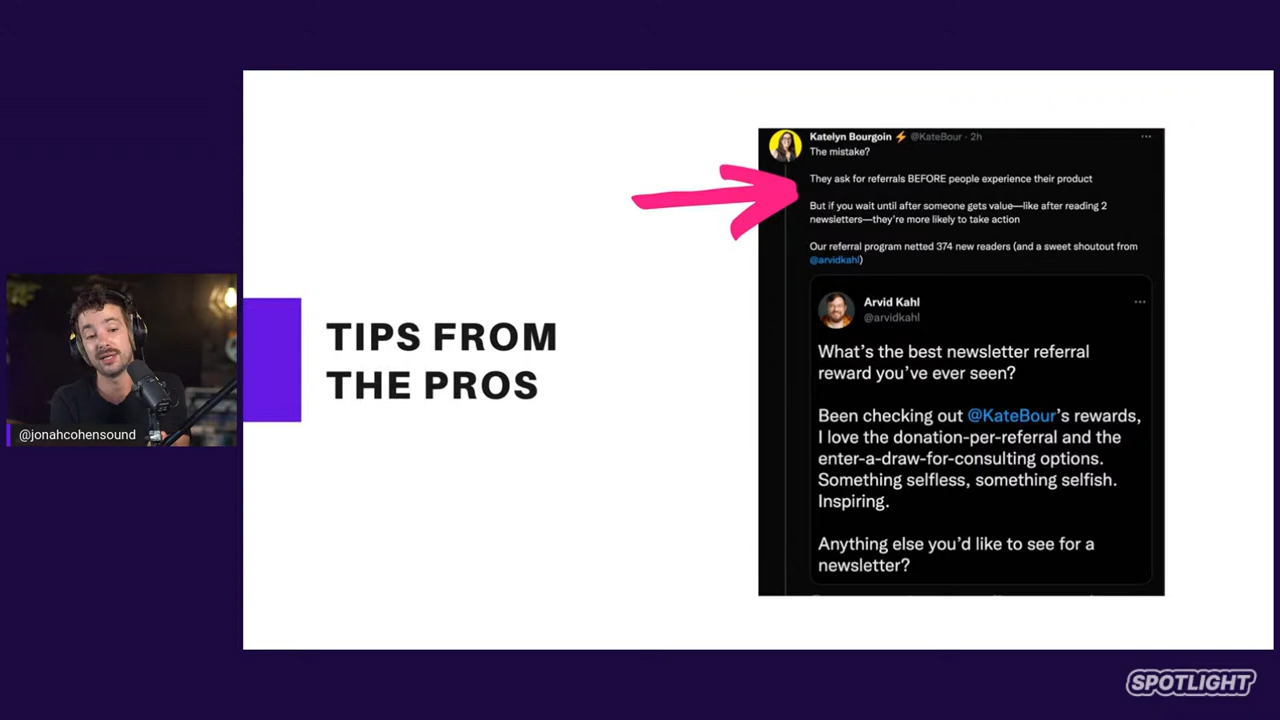 @jonahcohensound
TIPS FROM
THE PROS
Katelyn Bourgoin ⚡ @KateBour · 2h
The mistake?
They ask for referrals BEFORE people experience their product
But if you wait until after someone gets value—like after reading 2
newsletters—they're more likely to take action
Our referral program netted 374 new readers (and a sweet shoutout from
@arvidkahl)
Arvid Kahl
@arvidkahl
What's the best newsletter referral
reward you've ever seen?
Been checking out @KateBour's rewards,
I love the donation-per-referral and the
enter-a-draw-for-consulting options.
Something selfless, something selfish.
Inspiring.
Anything else you'd like to see for a
newsletter?
SPOTLIGHT